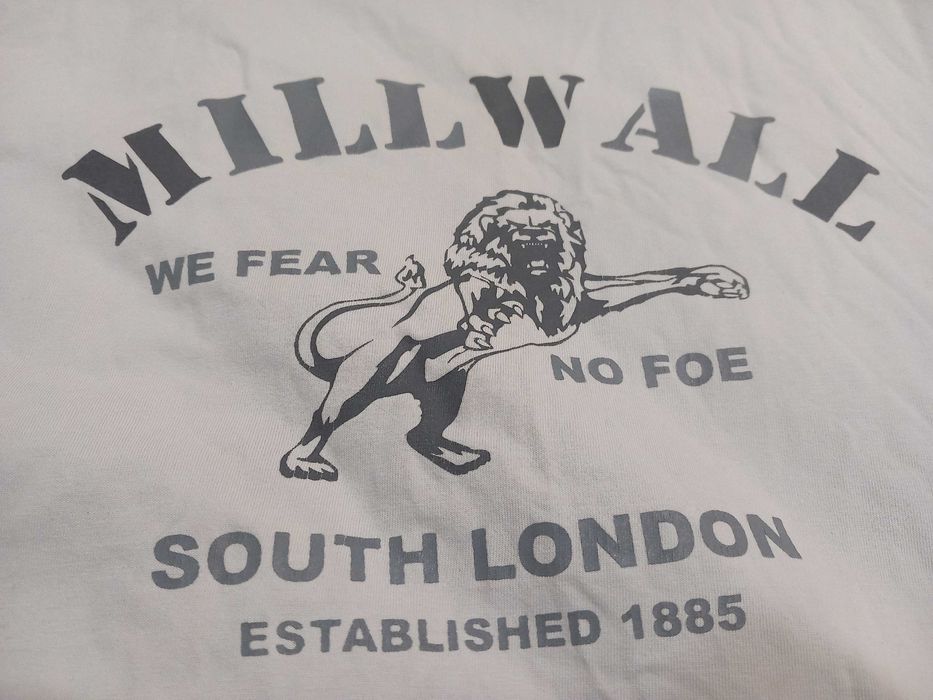 MILLWALL
WE FEAR
NO FOE
SOUTH LONDON
ESTABLISHED 1885